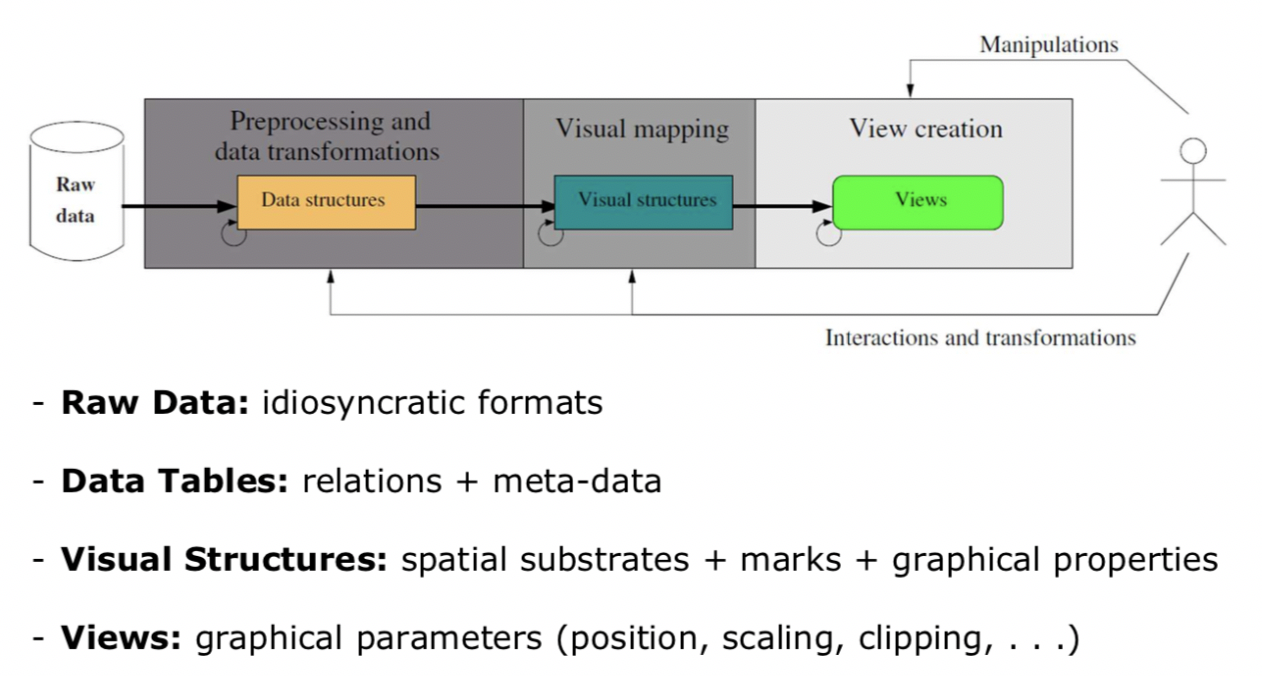 Manipulations
Preprocessing and
data transformations
Visual mapping
View creation
Raw
data
Data structures
Visual structures
Views
Interactions and transformations
- Raw Data: idiosyncratic formats
- Data Tables: relations + meta-data
- Visual Structures: spatial substrates + marks + graphical properties
- Views: graphical parameters (position, scaling, clipping, . . .)